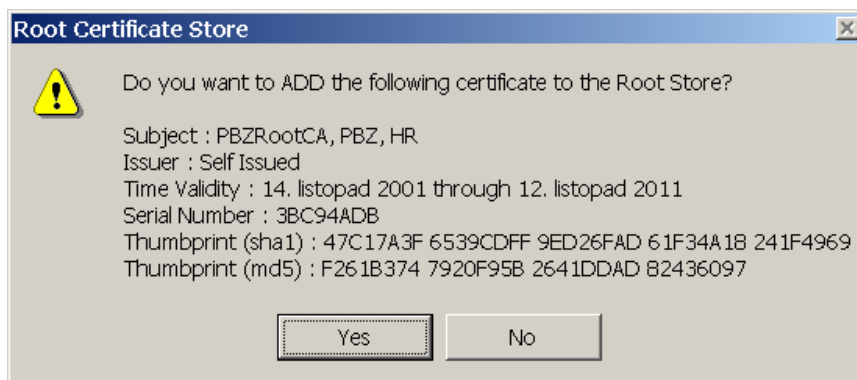 Root Certificate Store
Do you want to ADD the following certificate to the Root Store?
Subject : PBZRootCA, PBZ, HR
Issuer : Self Issued
Time Validity : 14. listopad 2001 through 12. listopad 2011
Serial Number : 3BC94ADB
Thumbprint (sha1) : 47C17A3F 6539CDFF 9ED26FAD 61F34A18 241F4969
Thumbprint (md5) : F261B374 7920F95B 2641DDAD 82436097
Yes No